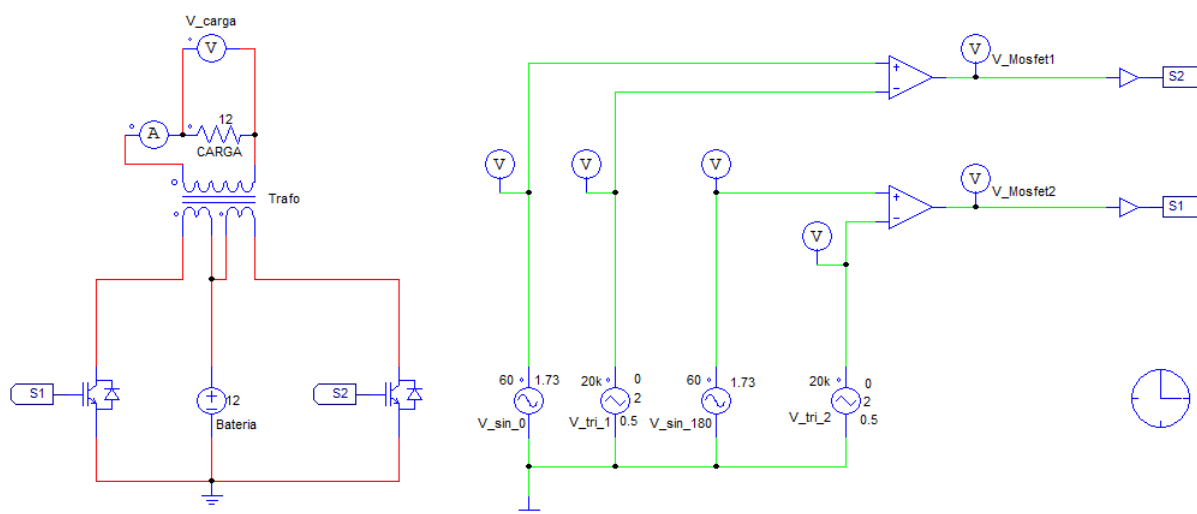 V_carga
V
A
12
CARGA
Trafo
S1
12
Bateria
S2
V
V
V
V
60
1.73
V_sin_0
20k
0
2
0.5
V_tri_1
60
1.73
V_sin_180
20k
0
2
0.5
V_tri_2
V
V_Mosfet1
S2
V
V_Mosfet2
S1